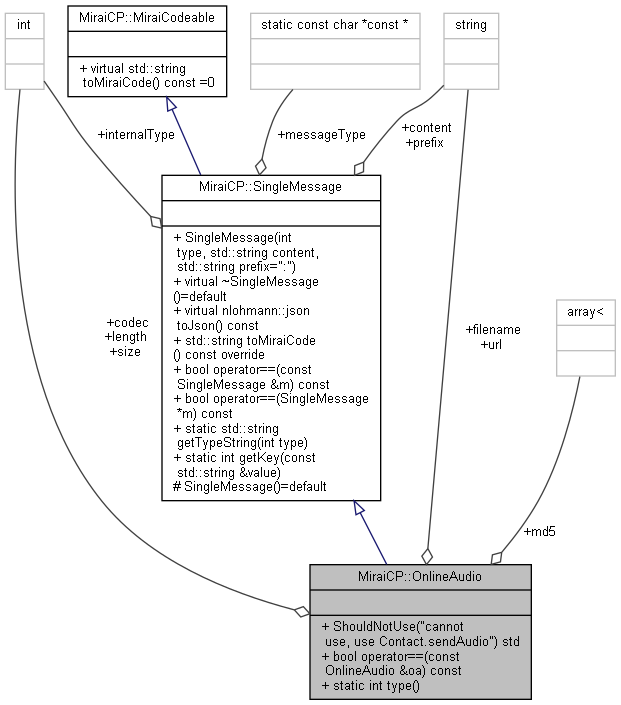 int
MiraiCP::MiraiCodeable
+ virtual std::string
toMiraiCode() const =0
static const char *const *
string
+internalType
+messageType
+content
+prefix
MiraiCP::SingleMessage
+ SingleMessage(int
type, std::string content,
std::string prefix=":")
+ virtual ~SingleMessage
()=default
+ virtual nlohmann::json
toJson() const
+ std::string toMiraiCode
() const override
+ bool operator==(const
SingleMessage &m) const
+ bool operator==(SingleMessage
*m) const
+ static std::string
getTypeString(int type)
+ static int getKey(const
std::string &value)
# SingleMessage()=default
+codec
+length
+size
+filename
+url
array<
+md5
MiraiCP::OnlineAudio
+ ShouldNotUse("cannot
use, use Contact.sendAudio") std
+ bool operator==(const
OnlineAudio &oa) const
+ static int type()